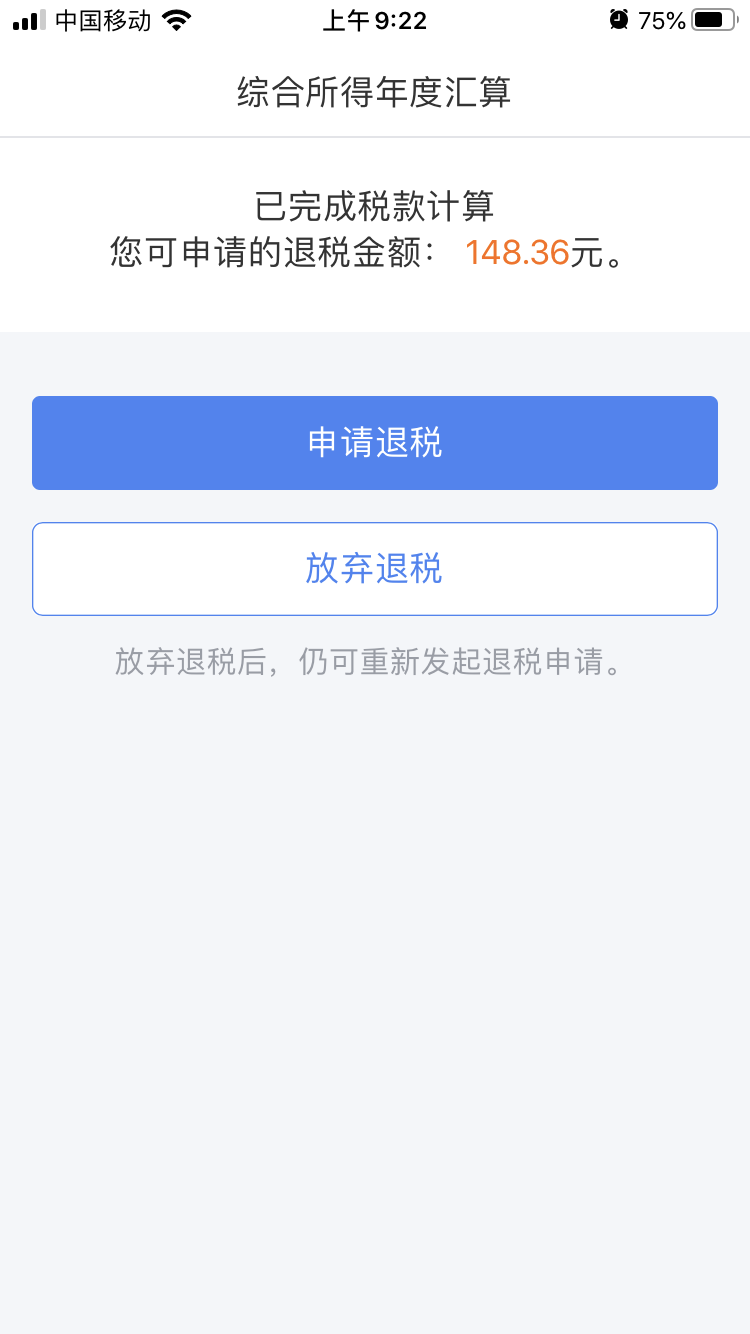 中国移动 上午9:22 75%
综合所得年度汇算
已完成税款计算
您可申请的退税金额： 148.36元。
申请退税
放弃退税
放弃退税后，仍可重新发起退税申请。